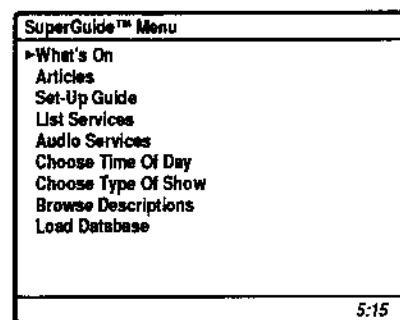 SuperGuide™ Menu
▸What's On
Articles
Set-Up Guide
List Services
Audio Services
Choose Time Of Day
Choose Type Of Show
Browse Descriptions
Load Database
5:15